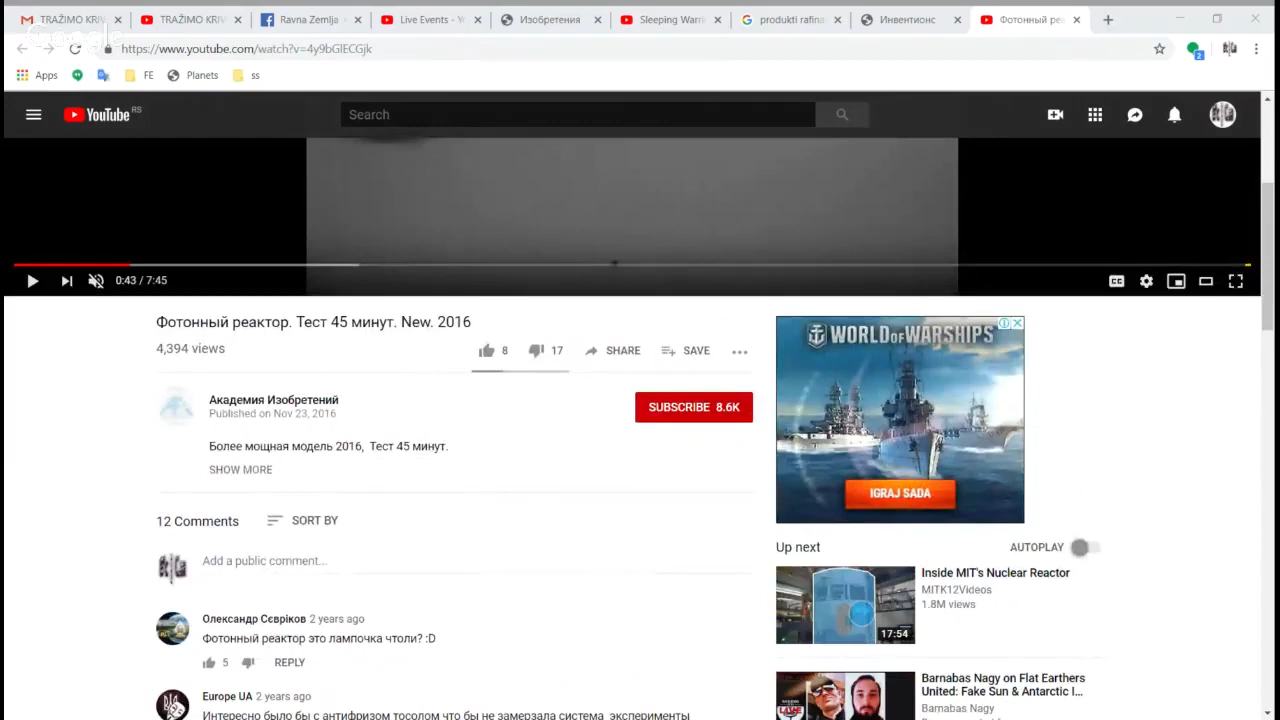 TRAŽIMO KRIV
TRAŽIMO KRIV
Ravna Zemlja
Live Events - Y
Изобретения
Sleeping Warri
produkti rafina
Инвентионс
Фотонный реа
Google
https://www.youtube.com/watch?v=4y9bGlECGjk
2
Apps
FE
Planets
ss
YouTube RS
Search
0:43 / 7:45
CC
Фотонный реактор. Тест 45 минут. New. 2016
4,394 views
8
17
SHARE
SAVE
Академия Изобретений
Published on Nov 23, 2016
SUBSCRIBE 8.6K
Более мощная модель 2016, Тест 45 минут.
SHOW MORE
12 Comments
SORT BY
Add a public comment...
Олександр Сєвріков 2 years ago
Фотонный реактор это лампочка чтоли? :D
5
REPLY
Europe UA 2 years ago
Интересно было бы с антифризом тосолом что бы не замерзала система эксперименты
WORLD OF WARSHIPS
IGRAJ SADA
Up next
AUTOPLAY
Inside MIT's Nuclear Reactor
MITK12Videos
1.8M views
17:54
Barnabas Nagy on Flat Earthers
United: Fake Sun & Antarctic I...
Barnabas Nagy